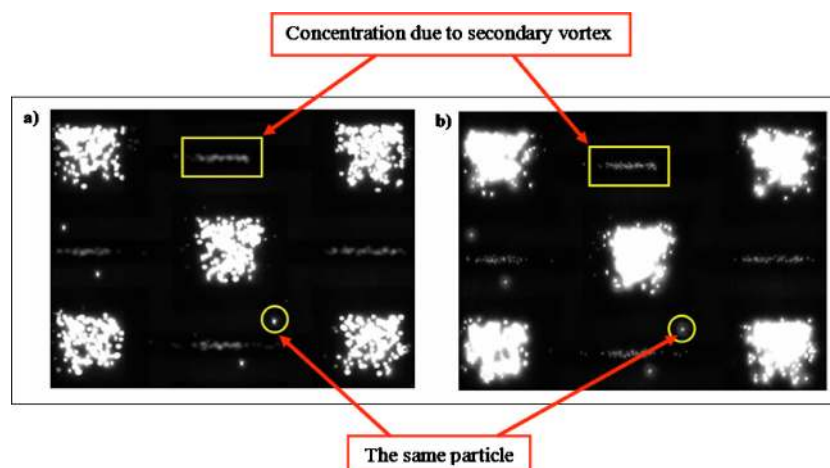 Concentration due to secondary vortex
a)
b)
The same particle